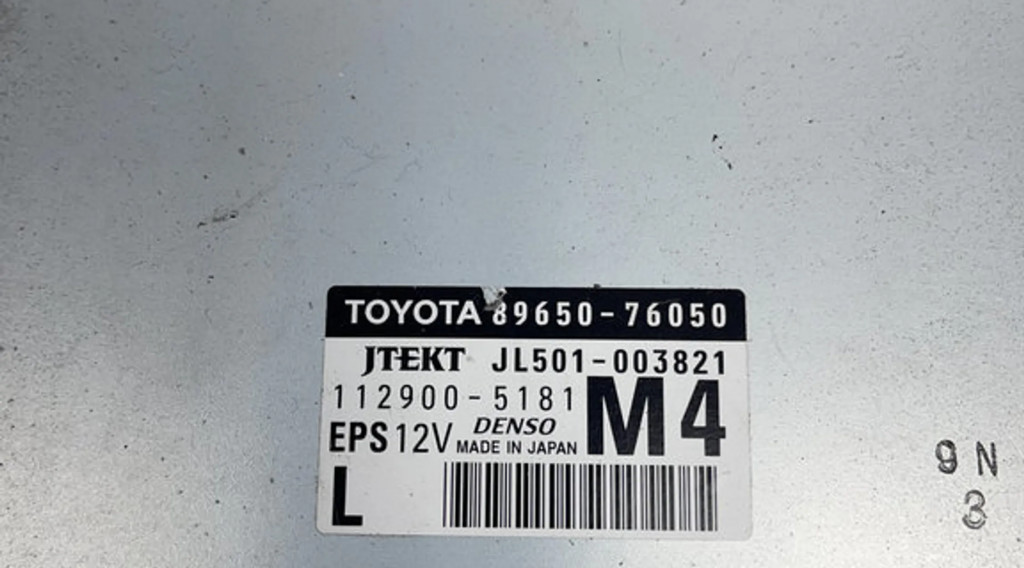 TOYOTA 89650-76050
JTEKT JL501-003821
112900-5181 M4
EPS 12V DENSO
MADE IN JAPAN
L
9 N
3